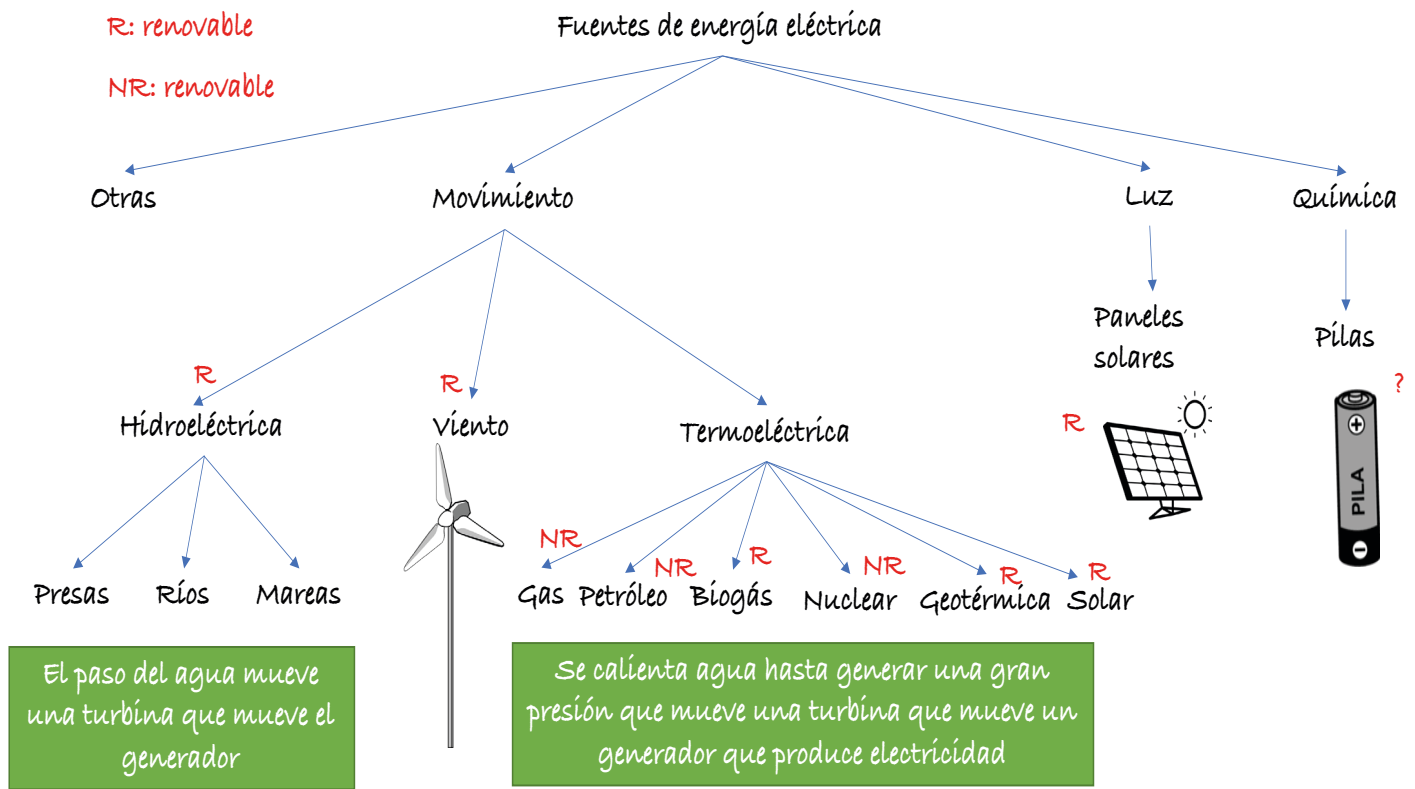 R: renovable
Fuentes de energía eléctrica
NR: renovable
Otras
Movimiento
Luz
Química
Paneles
solares
Pilas
R
R
?
Hidroeléctrica
Viento
Termoeléctrica
R
PILA
NR
NR
R
NR
R
R
Presas
Ríos
Mareas
Gas
Petróleo
Biogás
Nuclear
Geotérmica
Solar
El paso del agua mueve
una turbina que mueve el
generador
Se calienta agua hasta generar una gran
presión que mueve una turbina que mueve un
generador que produce electricidad